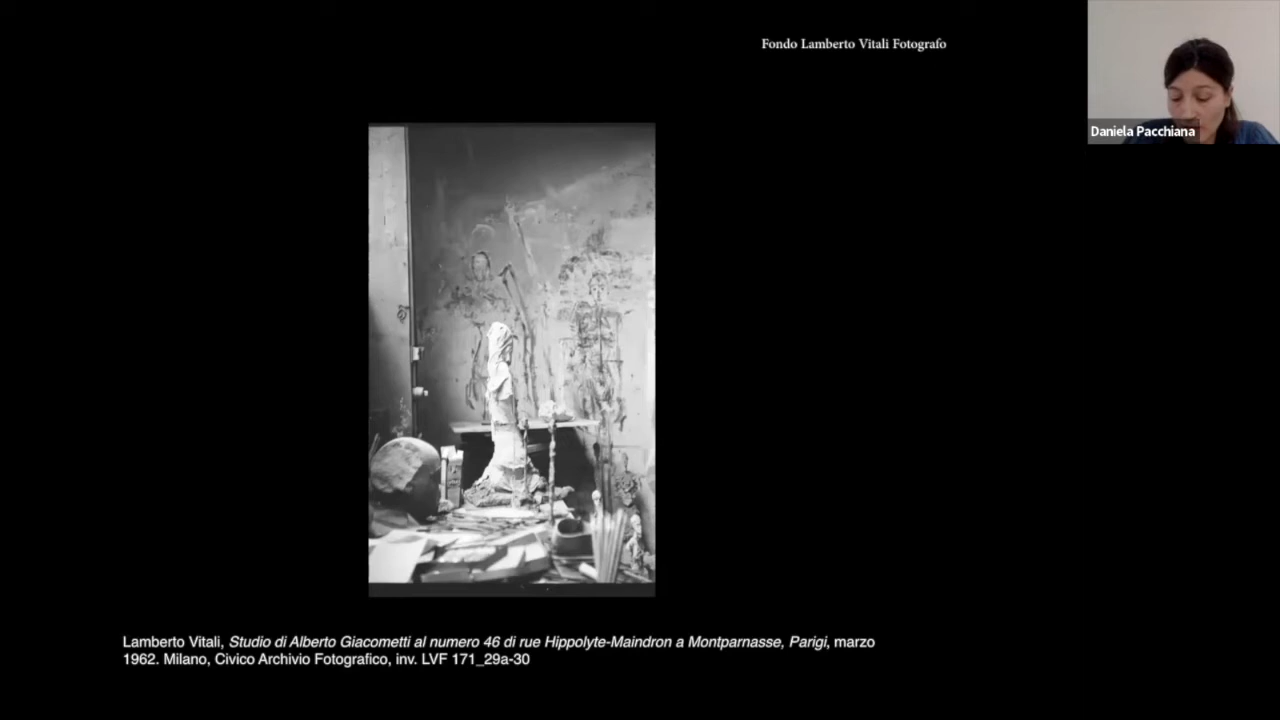 Fondo Lamberto Vitali Fotografo
Daniela Pacchiana
Lamberto Vitali, Studio di Alberto Giacometti al numero 46 di rue Hippolyte-Maindron a Montparnasse, Parigi, marzo
1962. Milano, Civico Archivio Fotografico, inv. LVF 171_29a-30